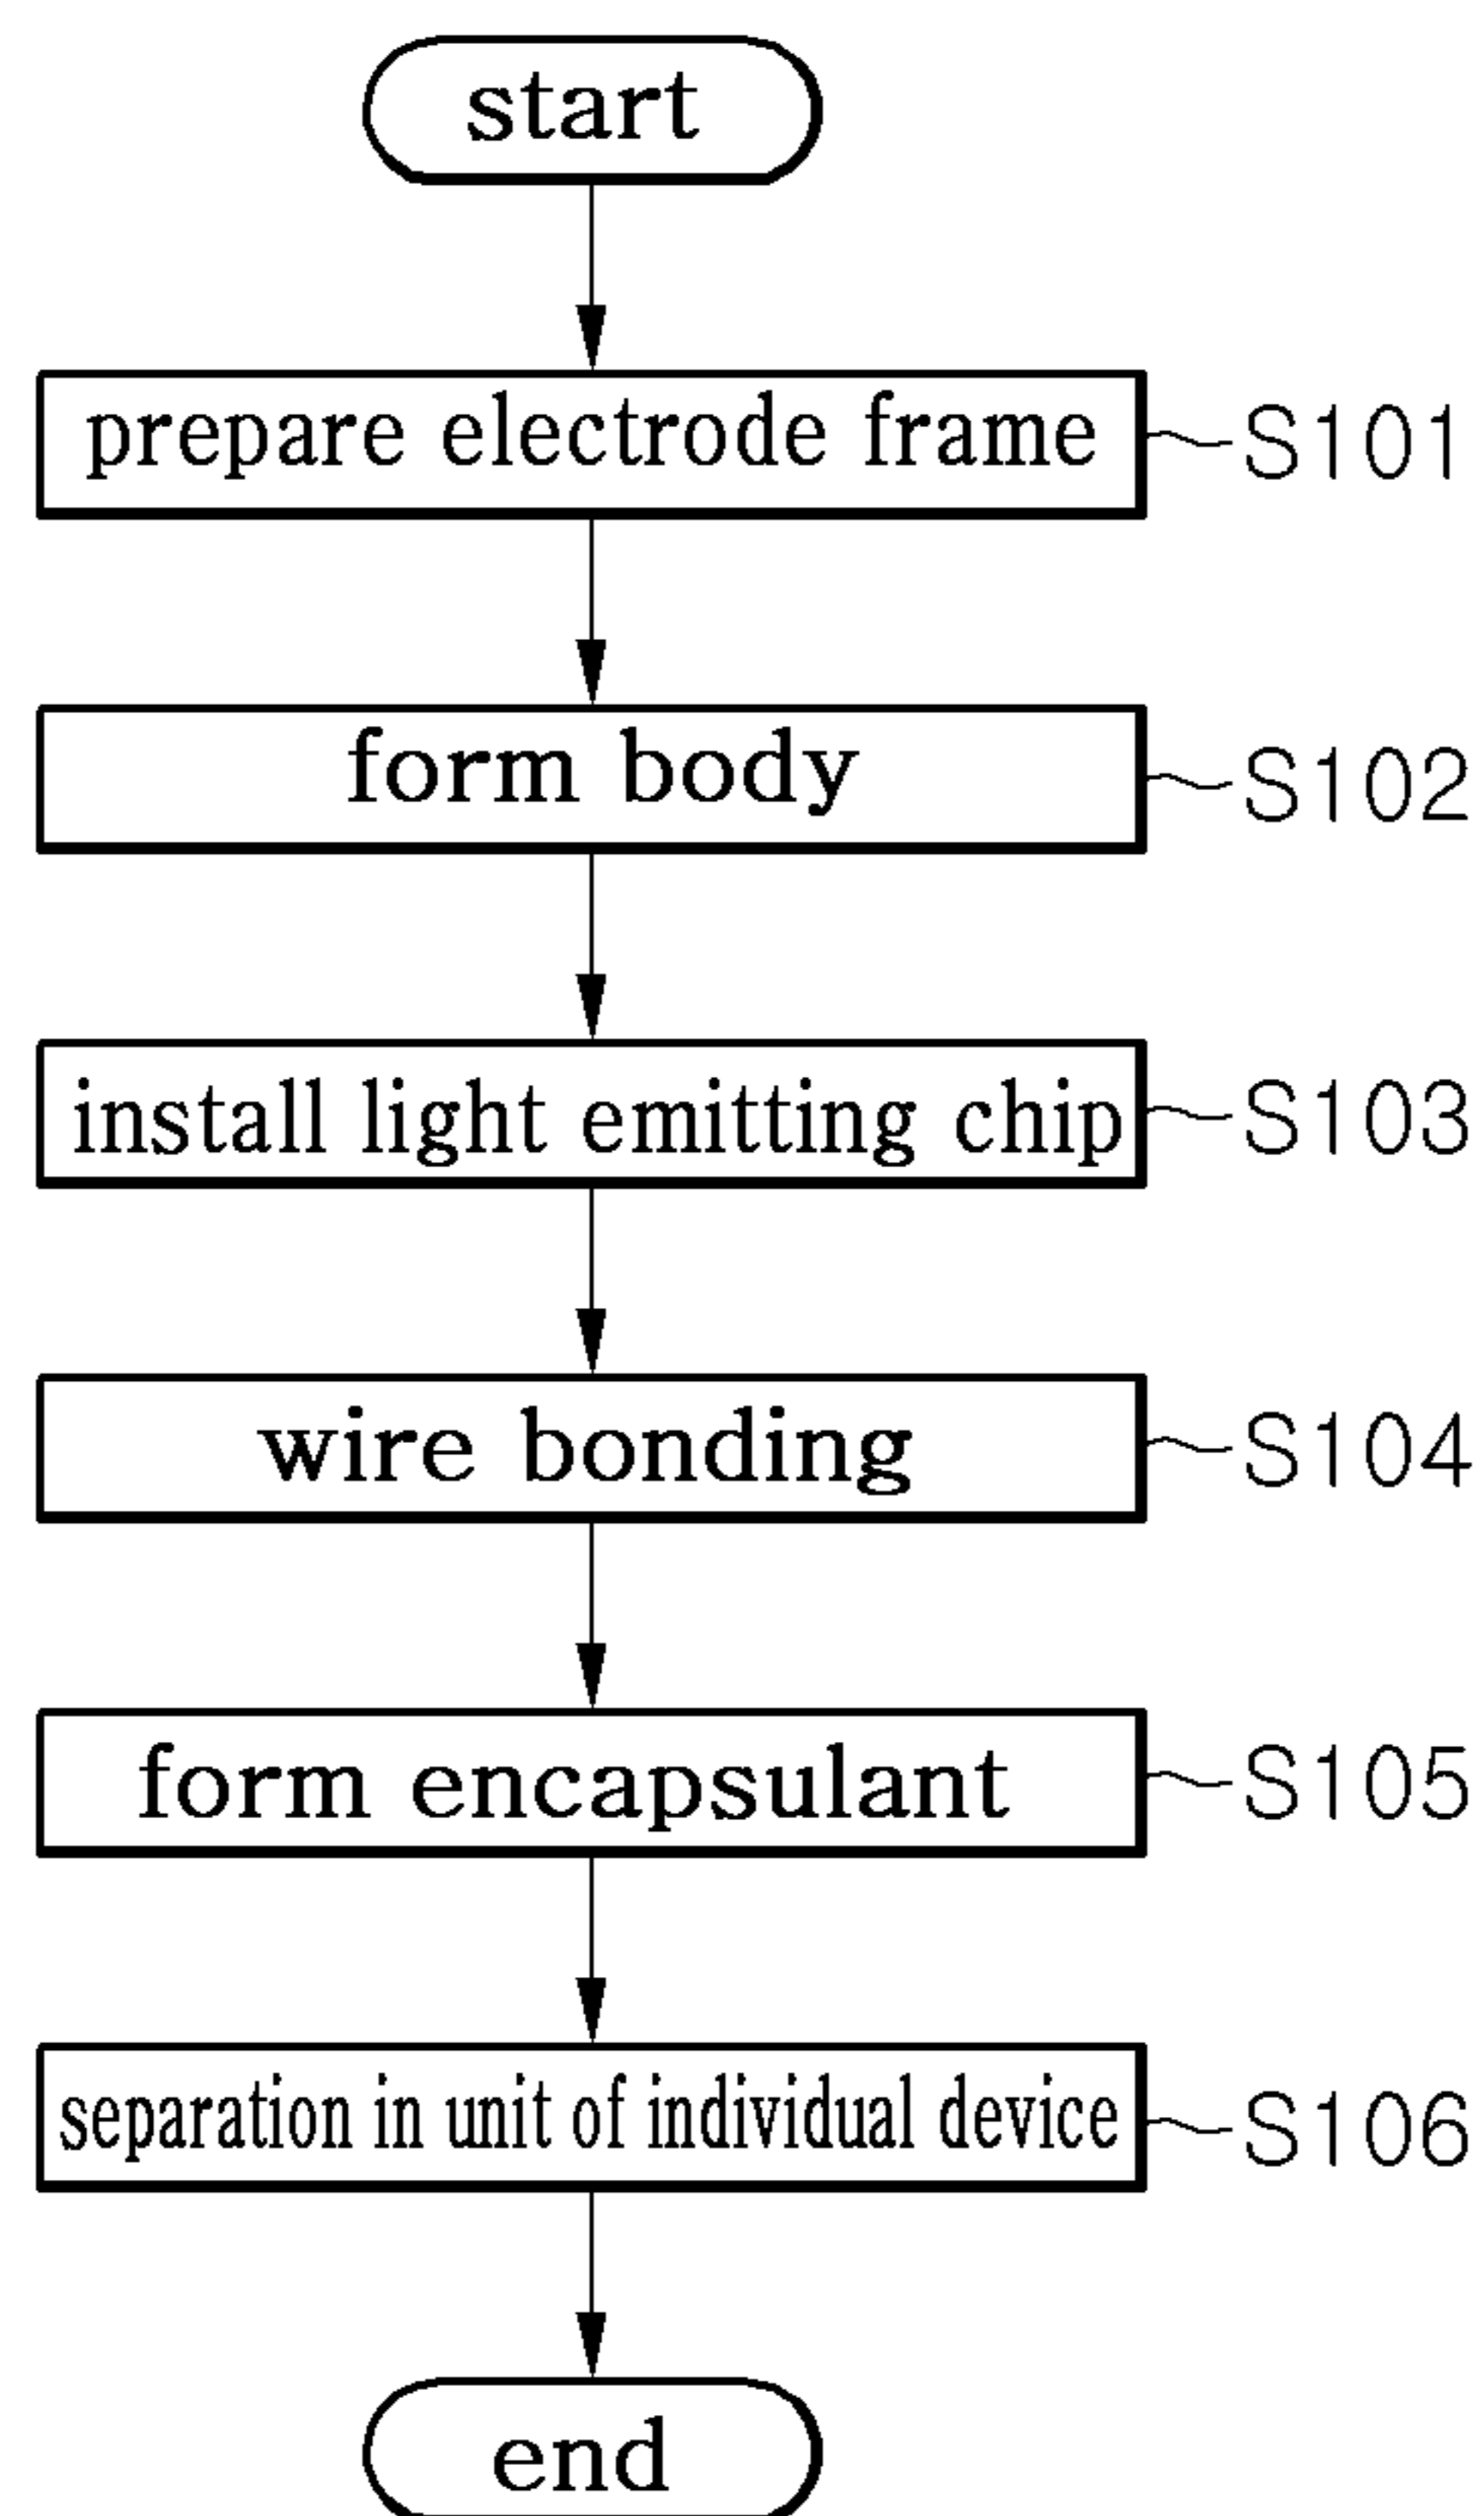 start
prepare electrode frame S101
form body S102
install light emitting chip S103
wire bonding S104
form encapsulant S105
separation in unit of individual device S106
end